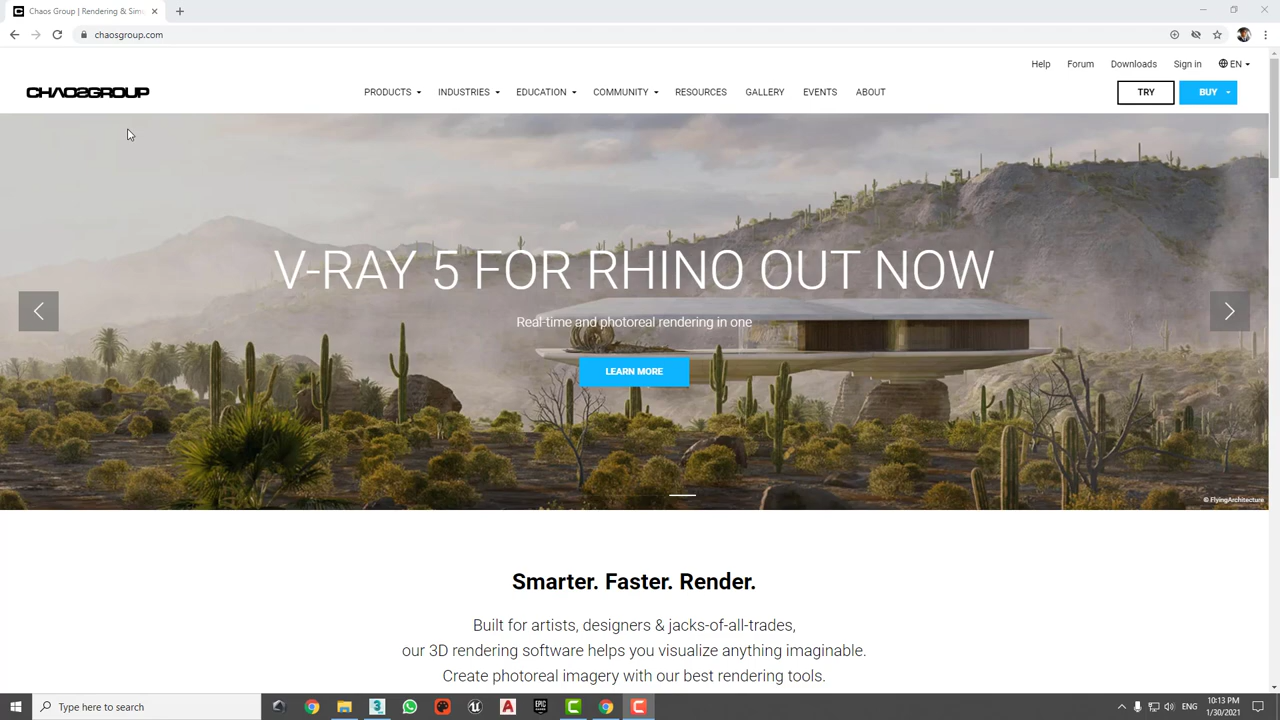 Chaos Group | Rendering & Simu
chaosgroup.com
Help Forum Downloads Sign in EN
CHAOSGROUP PRODUCTS INDUSTRIES EDUCATION COMMUNITY RESOURCES GALLERY EVENTS ABOUT TRY BUY
V-RAY 5 FOR RHINO OUT NOW
Real-time and photoreal rendering in one
LEARN MORE
© FlyingArchitecture
Smarter. Faster. Render.
Built for artists, designers & jacks-of-all-trades,
our 3D rendering software helps you visualize anything imaginable.
Create photoreal imagery with our best rendering tools.
Type here to search
ENG
10:13 PM
1/30/2021